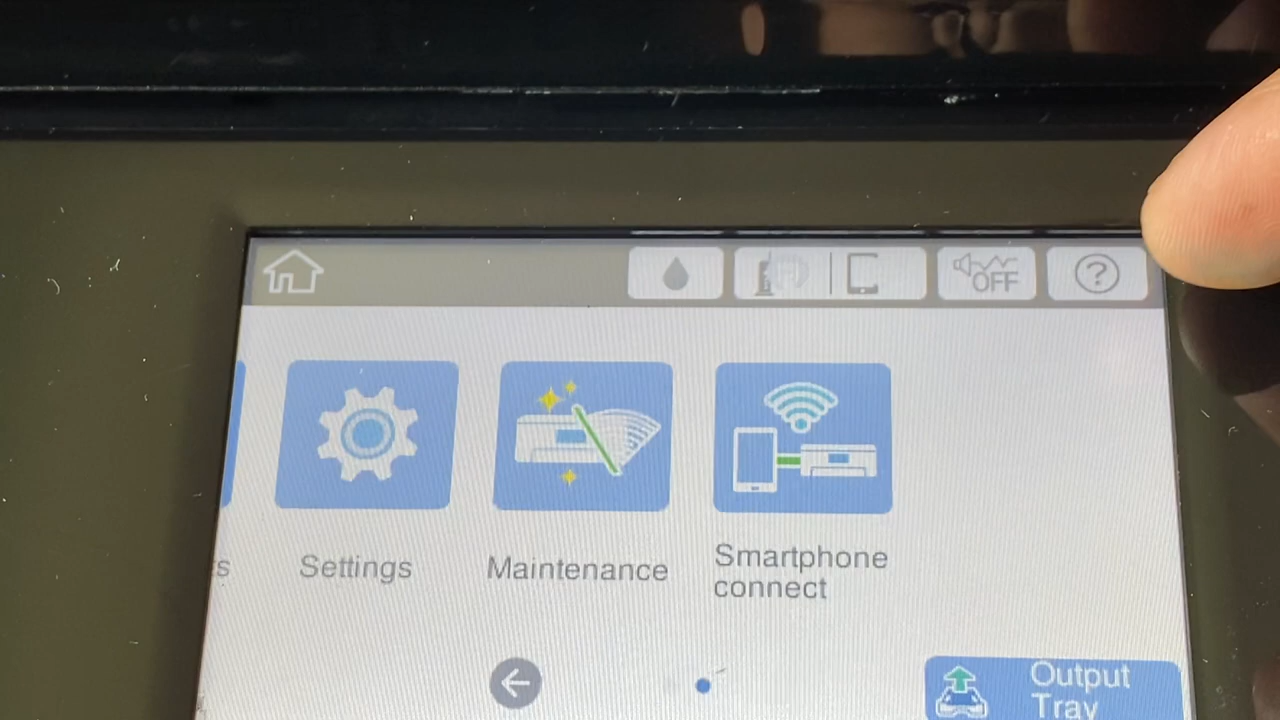 OFF
?
s
Settings
Maintenance
Smartphone
connect
Output
Tray